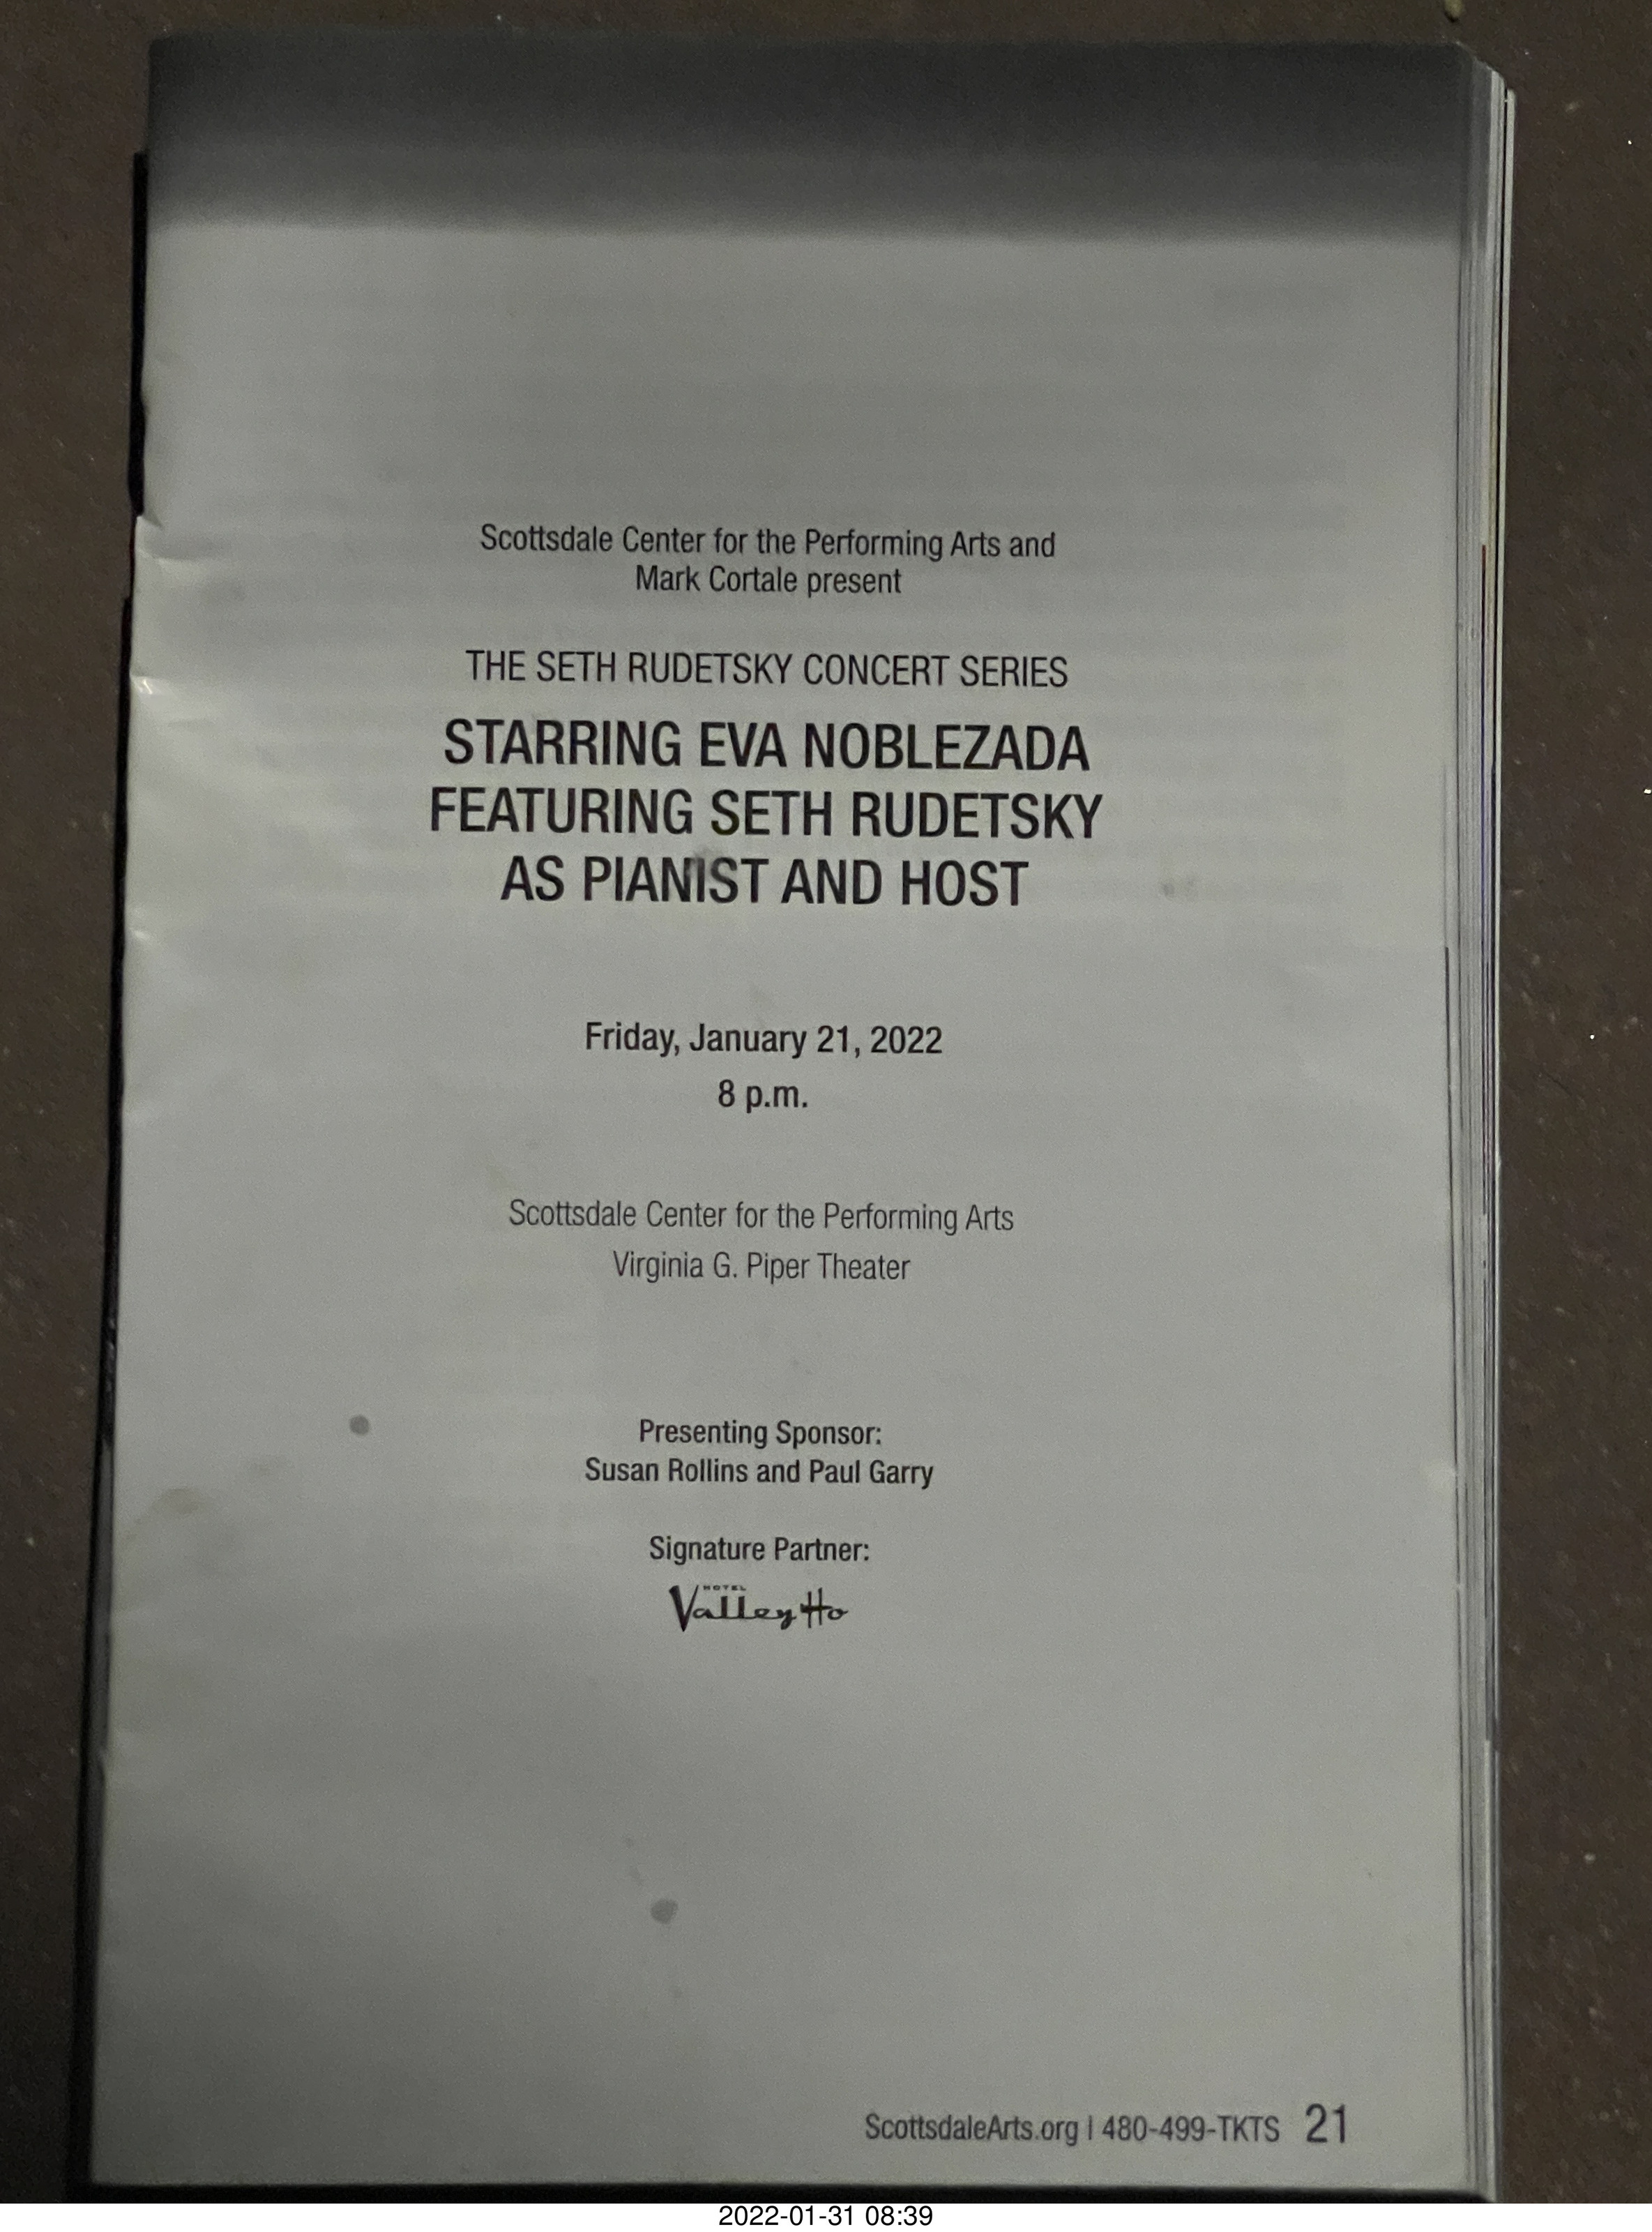 Scottsdale Center for the Performing Arts and
Mark Cortale present
THE SETH RUDETSKY CONCERT SERIES
STARRING EVA NOBLEZADA
FEATURING SETH RUDETSKY
AS PIANIST AND HOST
Friday, January 21, 2022
8 p.m.
Scottsdale Center for the Performing Arts
Virginia G. Piper Theater
Presenting Sponsor:
Susan Rollins and Paul Garry
Signature Partner:
HOTEL
Valley Ho
ScottsdaleArts.org | 480-499-TKTS 21
2022-01-31 08:39